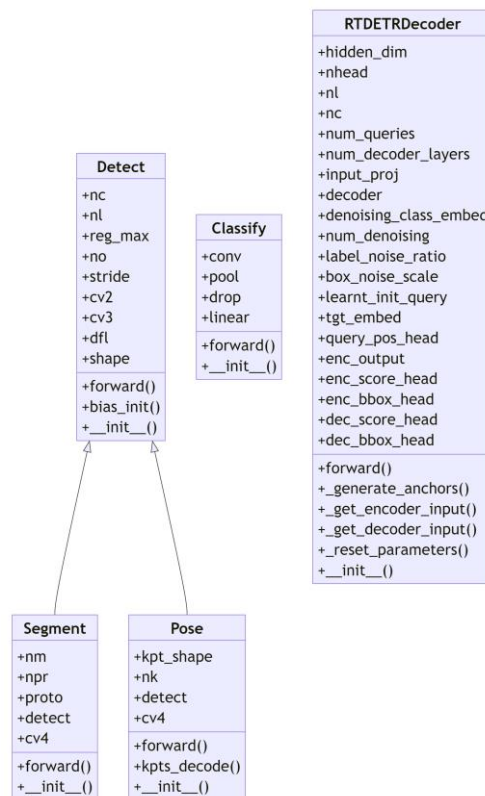 RTDETRDecoder
+hidden_dim
+nhead
+nl
+nc
+num_queries
+num_decoder_layers
+input_proj
+decoder
+denoising_class_embed
+num_denoising
+label_noise_ratio
+box_noise_scale
+learnt_init_query
+tgt_embed
+query_pos_head
+enc_output
+enc_score_head
+enc_bbox_head
+dec_score_head
+dec_bbox_head
+forward()
+_generate_anchors()
+_get_encoder_input()
+_get_decoder_input()
+_reset_parameters()
+__init__()
Detect
+nc
+nl
+reg_max
+no
+stride
+cv2
+cv3
+dfl
+shape
+forward()
+bias_init()
+__init__()
Classify
+conv
+pool
+drop
+linear
+forward()
+__init__()
Segment
+nm
+npr
+proto
+detect
+cv4
+forward()
+__init__()
Pose
+kpt_shape
+nk
+detect
+cv4
+forward()
+kpts_decode()
+__init__()